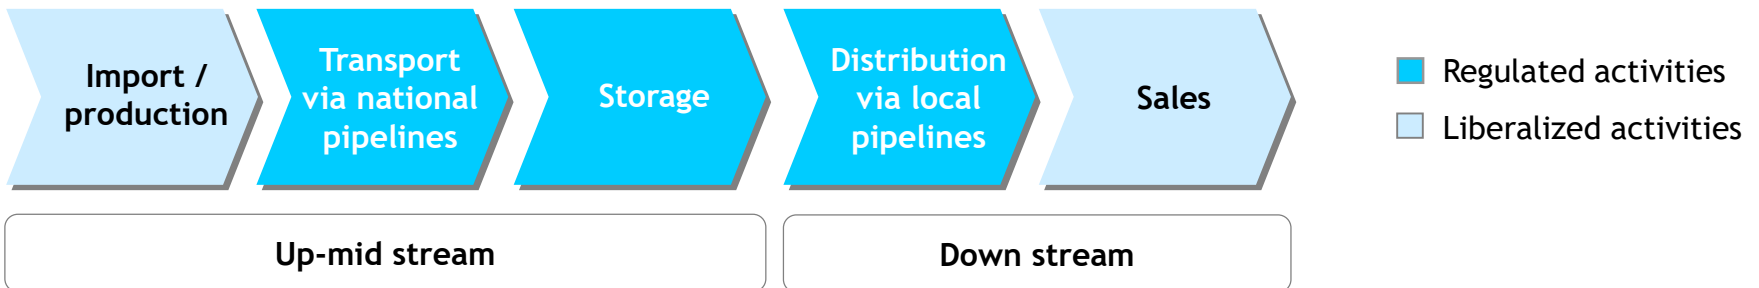 Import /
production
Transport
via national
pipelines
Storage
Distribution
via local
pipelines
Sales
Regulated activities
Liberalized activities
Up-mid stream
Down stream